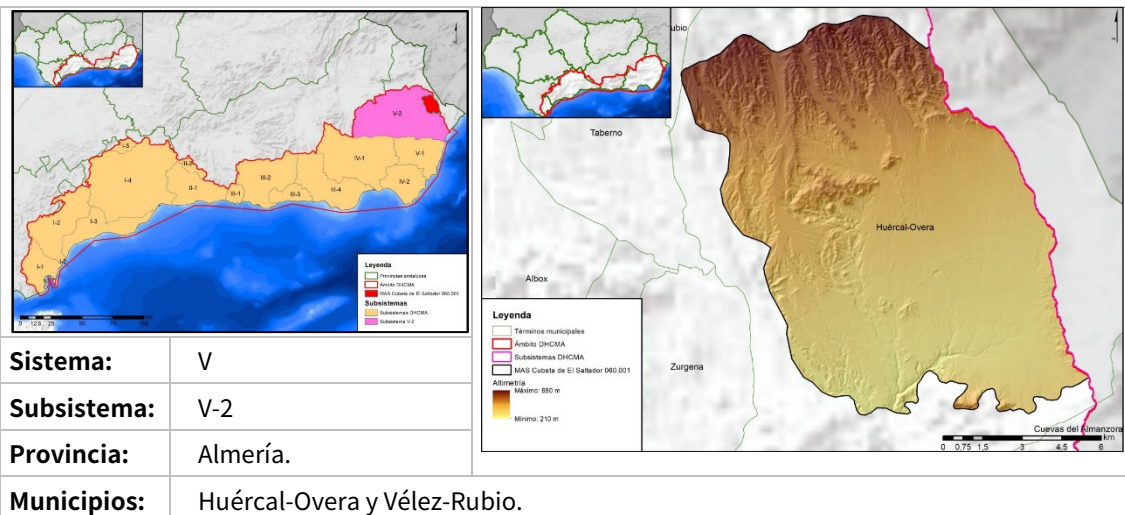 I-5
I-4
I-2
I-3
I-1
II-2
II-1
III-1
III-2
III-3
III-4
IV-1
V-1
IV-2
V-2
Leyenda
Provincias andaluzas
Ámbito DHCMA
MAS Cubeta de El Saltador 060.001
Subsistemas
Subsistemas DHCMA
Subsistema V-2
0 12,5 25 50 75 100
ubio
Taberno
Huércal-Overa
Albox
Zurgena
Cuevas del Almanzora
Leyenda
Términos municipales
Ámbito DHCMA
Subsistemas DHCMA
MAS Cubeta de El Saltador 060.001
Altimetría
Máximo: 880 m
Mínimo: 210 m
0 0,75 1,5 3 4,5 6
km
Sistema: V
Subsistema: V-2
Provincia: Almería.
Municipios: Huércal-Overa y Vélez-Rubio.